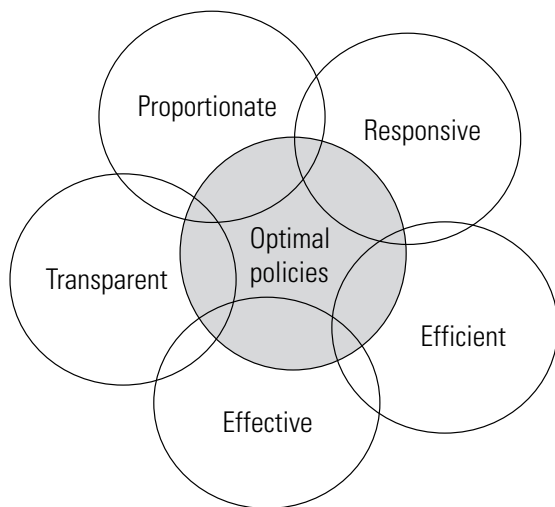 Proportionate
Responsive
Optimal
policies
Transparent
Efficient
Effective